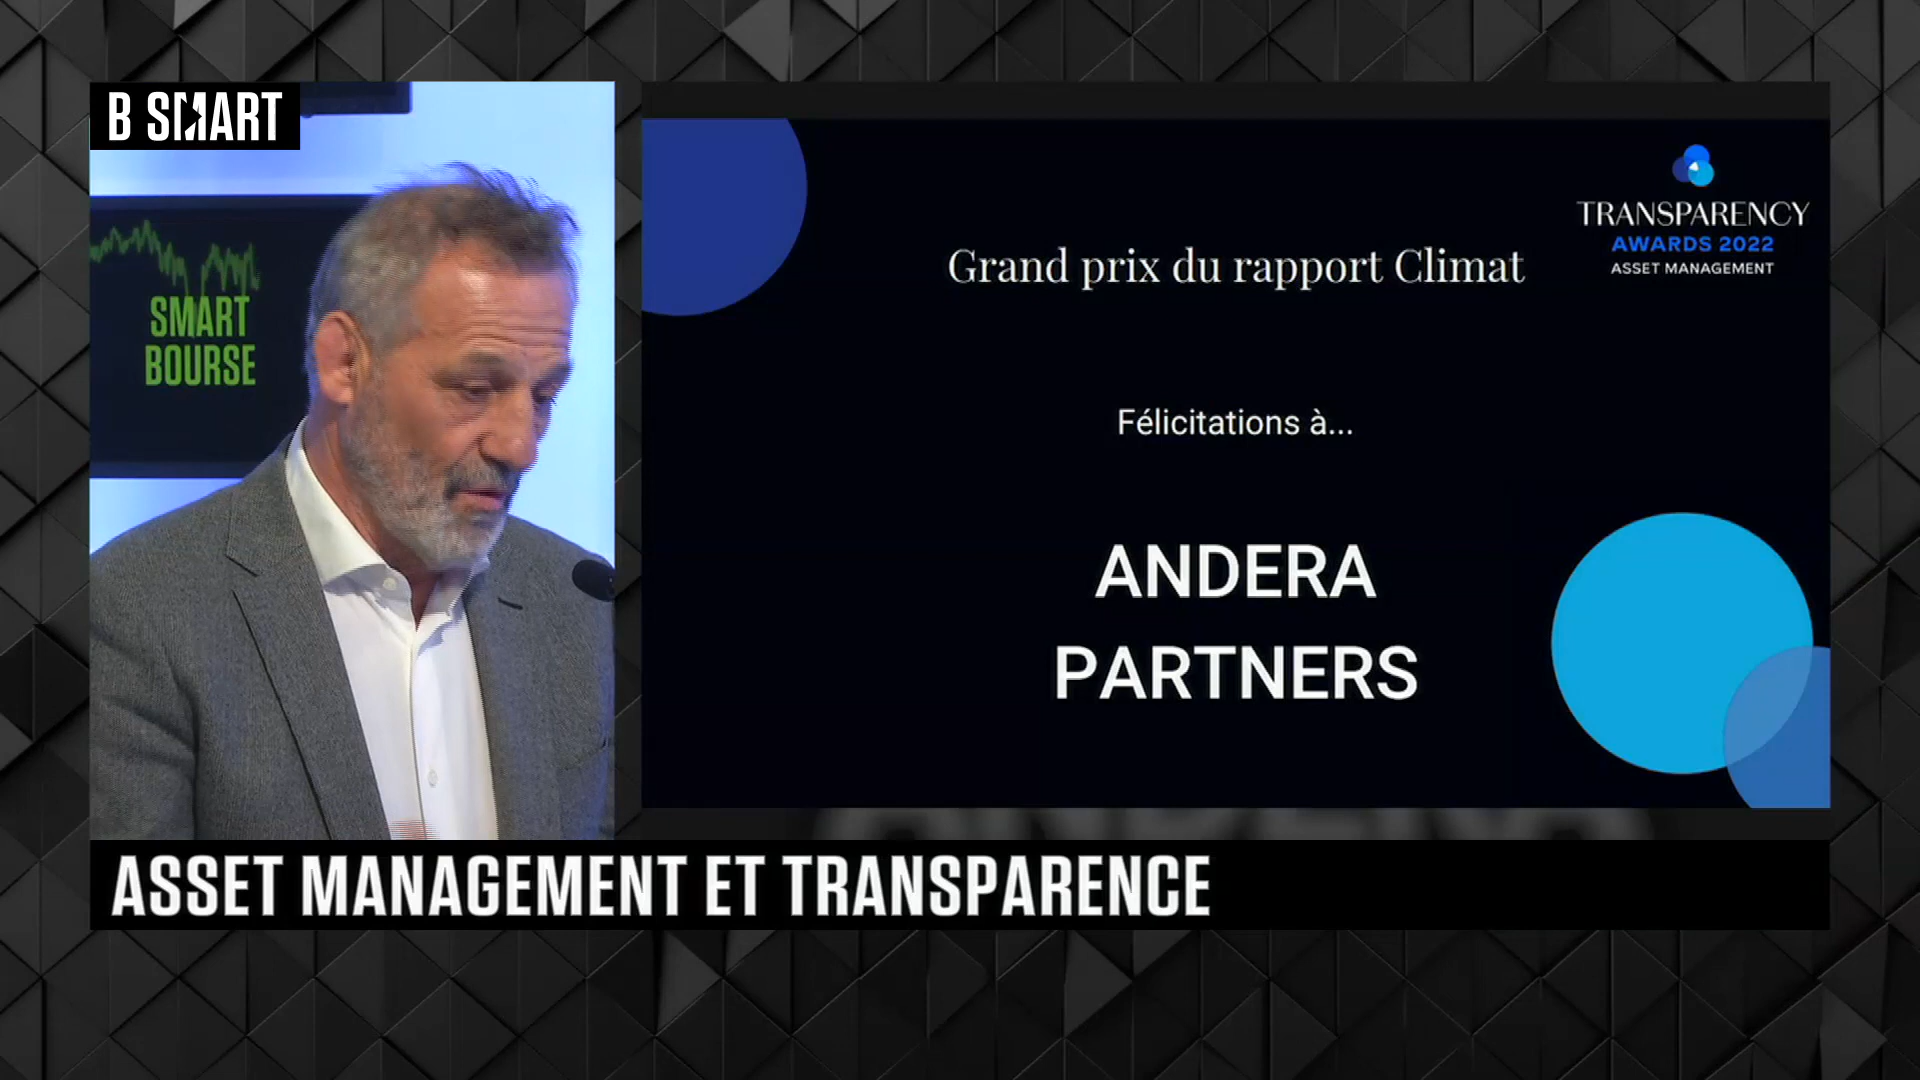 B SMART
SMART
BOURSE
TRANSPARENCY
AWARDS 2022
ASSET MANAGEMENT
Grand prix du rapport Climat
Félicitations à...
ANDERA
PARTNERS
ASSET MANAGEMENT ET TRANSPARENCE